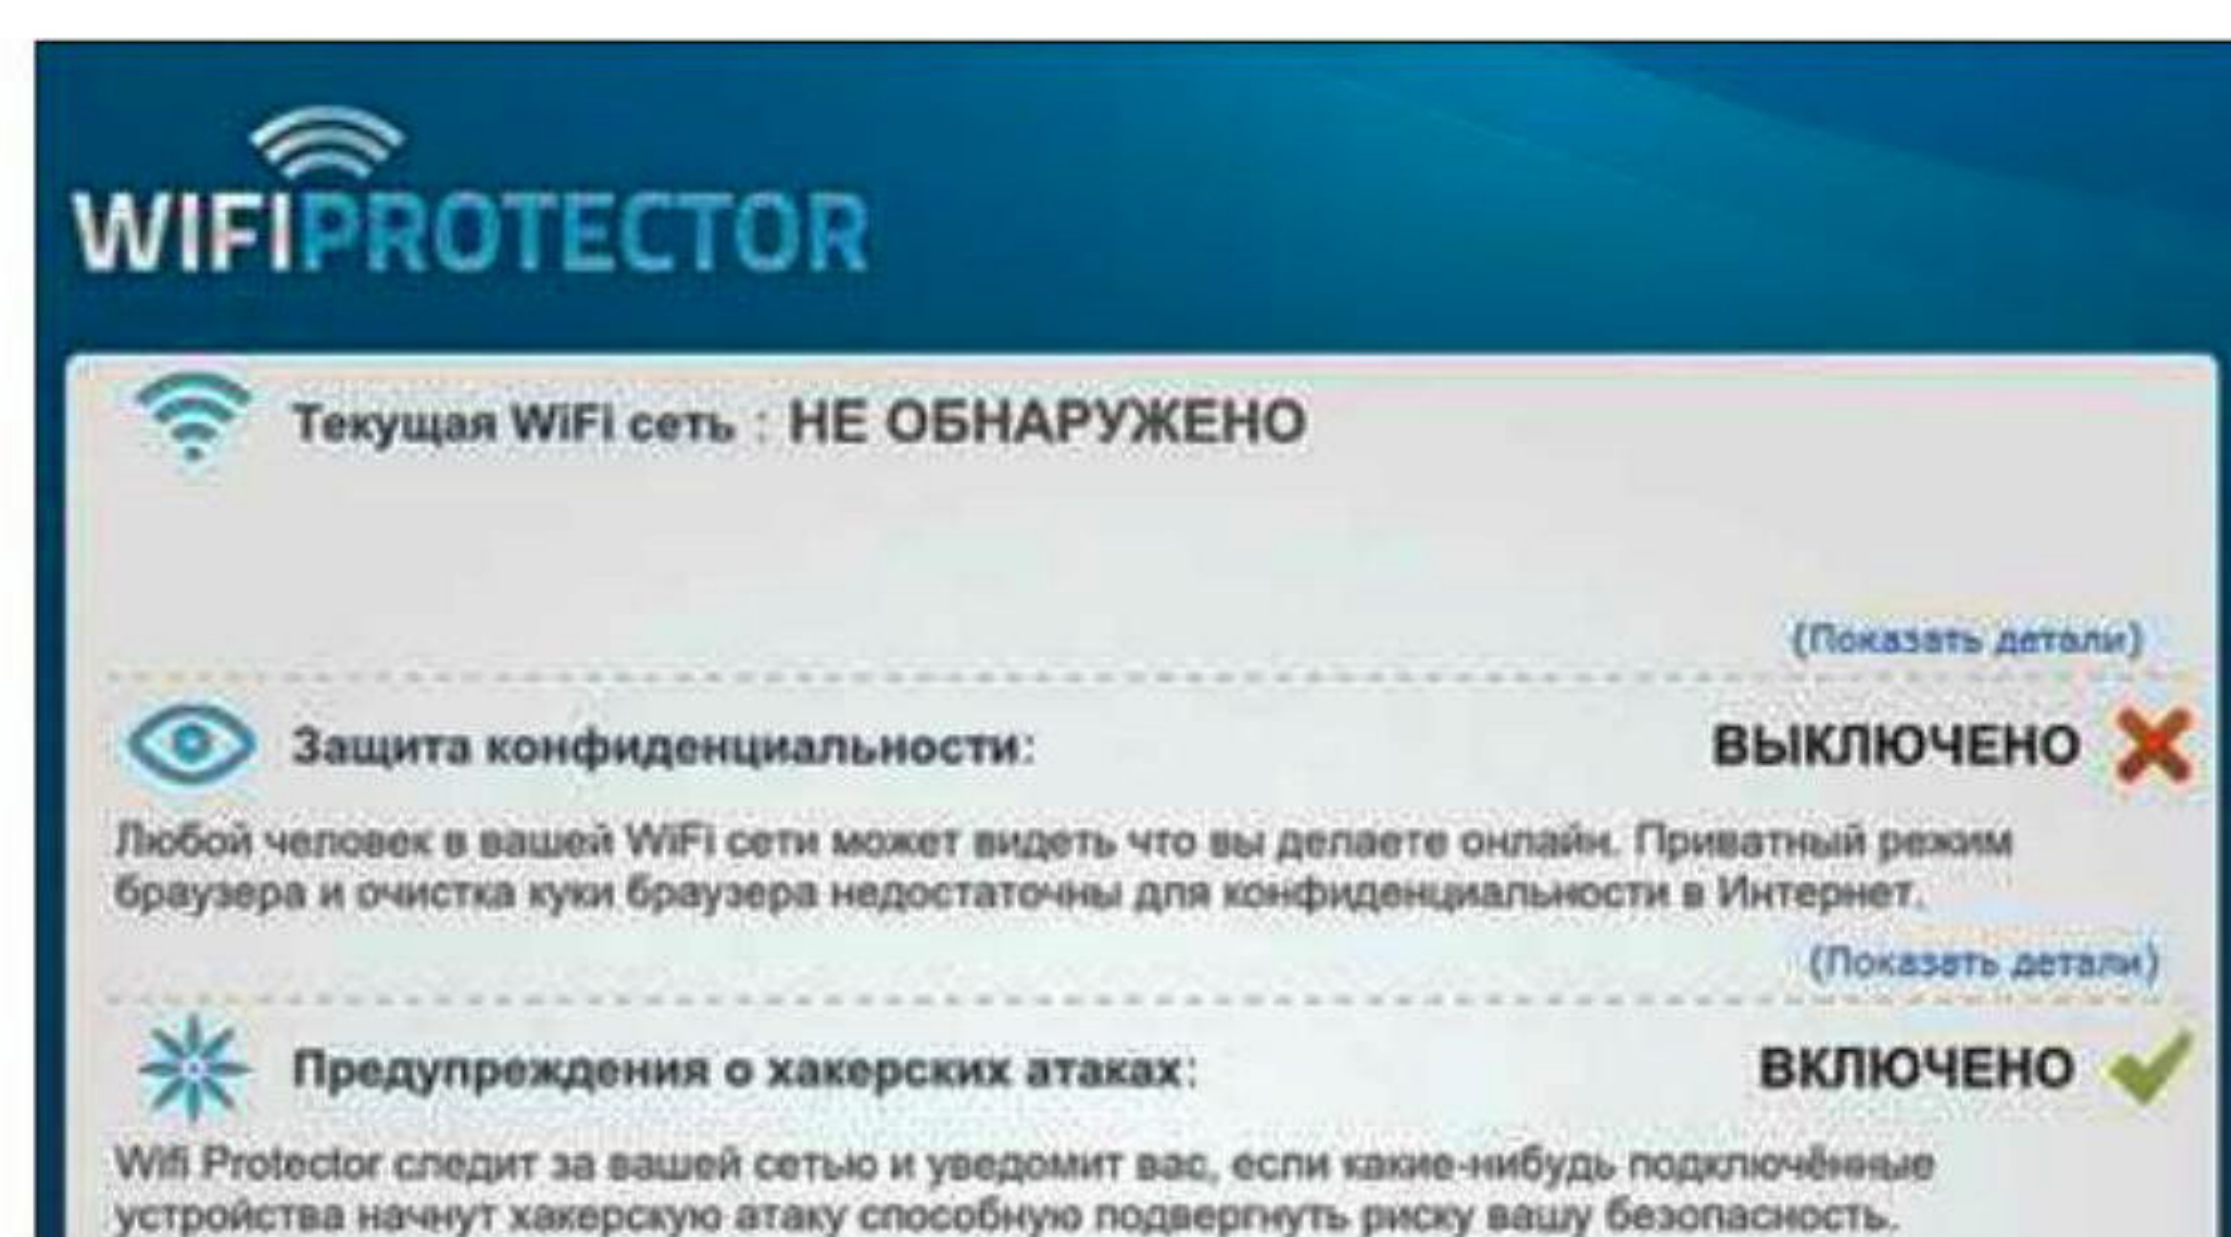 WIFIPROTECTOR
Текущая WiFi сеть : НЕ ОБНАРУЖЕНО
(Показать детали)
Защита конфиденциальности: ВЫКЛЮЧЕНО
Любой человек в вашей WiFi сети может видеть что вы делаете онлайн. Приватный режим
браузера и очистка куки браузера недостаточны для конфиденциальности в Интернет.
(Показать детали)
Предупреждения о хакерских атаках: ВКЛЮЧЕНО
Wifi Protector следит за вашей сетью и уведомит вас, если какие-нибудь подключённые
устройства начнут хакерскую атаку способную подвергнуть риску вашу безопасность.